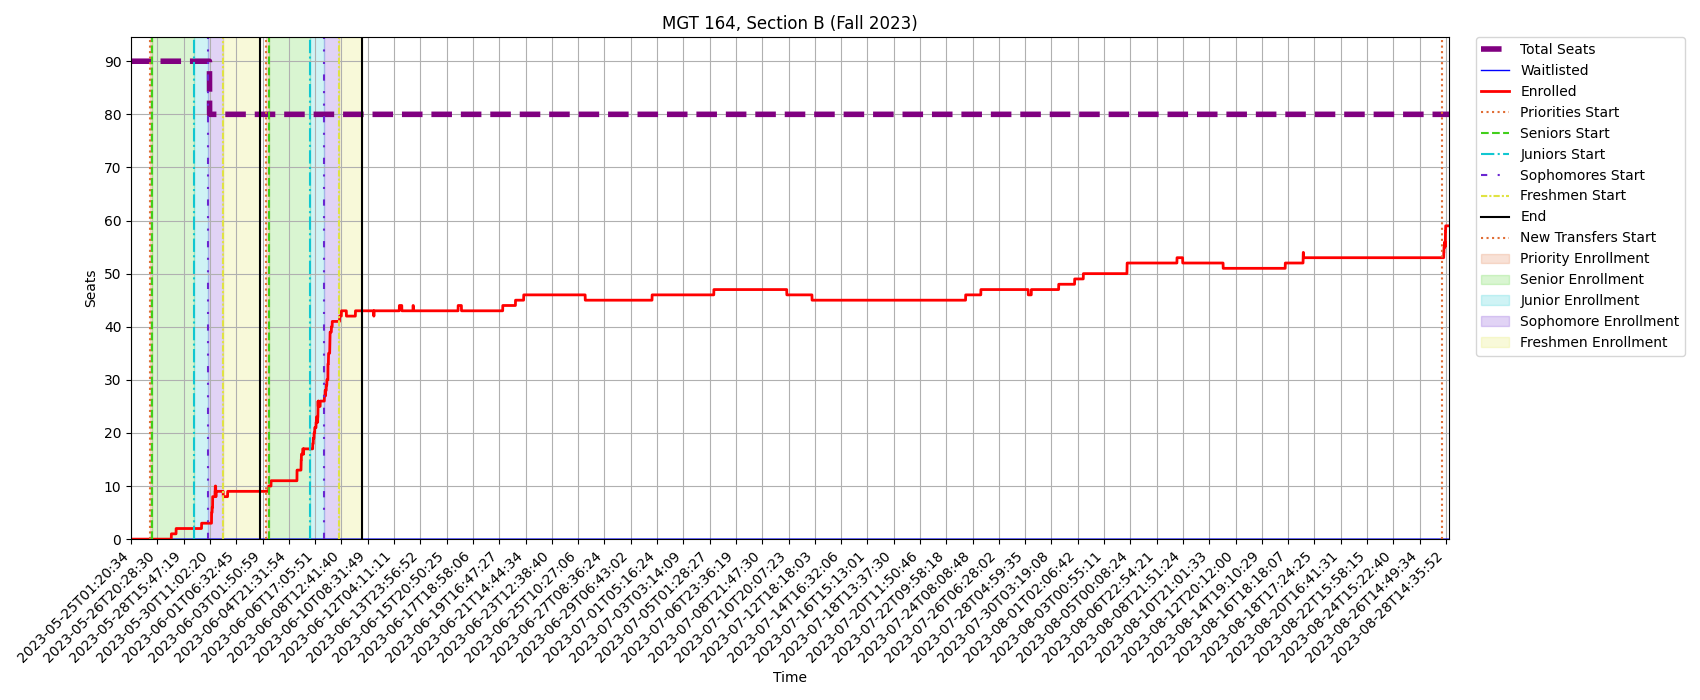 MGT 164, Section B (Fall 2023)
Seats
90
80
70
60
50
40
30
20
10
0
2023-05-25T01:20:34
2023-05-26T20:28:30
2023-05-28T15:47:19
2023-05-30T11:02:20
2023-06-01T06:32:45
2023-06-03T01:50:59
2023-06-04T21:31:54
2023-06-06T17:05:51
2023-06-08T12:41:40
2023-06-10T08:31:49
2023-06-12T04:11:11
2023-06-13T23:56:52
2023-06-15T20:50:25
2023-06-17T18:58:06
2023-06-19T16:47:27
2023-06-21T14:44:34
2023-06-23T12:38:40
2023-06-25T10:27:06
2023-06-27T08:36:24
2023-06-29T06:43:02
2023-07-01T05:16:24
2023-07-03T03:14:09
2023-07-05T01:28:27
2023-07-06T23:36:19
2023-07-08T21:47:30
2023-07-10T20:07:23
2023-07-12T18:18:03
2023-07-14T16:32:06
2023-07-16T15:13:01
2023-07-18T13:37:30
2023-07-20T11:50:46
2023-07-22T09:58:18
2023-07-24T08:08:48
2023-07-26T06:28:02
2023-07-28T04:59:35
2023-07-30T03:19:08
2023-08-01T02:06:42
2023-08-03T00:55:11
2023-08-05T00:08:24
2023-08-06T22:54:21
2023-08-08T21:51:24
2023-08-10T21:01:33
2023-08-12T20:12:00
2023-08-14T19:10:29
2023-08-16T18:18:07
2023-08-18T17:24:25
2023-08-20T16:41:31
2023-08-22T15:58:15
2023-08-24T15:22:40
2023-08-26T14:49:34
2023-08-28T14:35:52
Time
Total Seats
Waitlisted
Enrolled
Priorities Start
Seniors Start
Juniors Start
Sophomores Start
Freshmen Start
End
New Transfers Start
Priority Enrollment
Senior Enrollment
Junior Enrollment
Sophomore Enrollment
Freshmen Enrollment